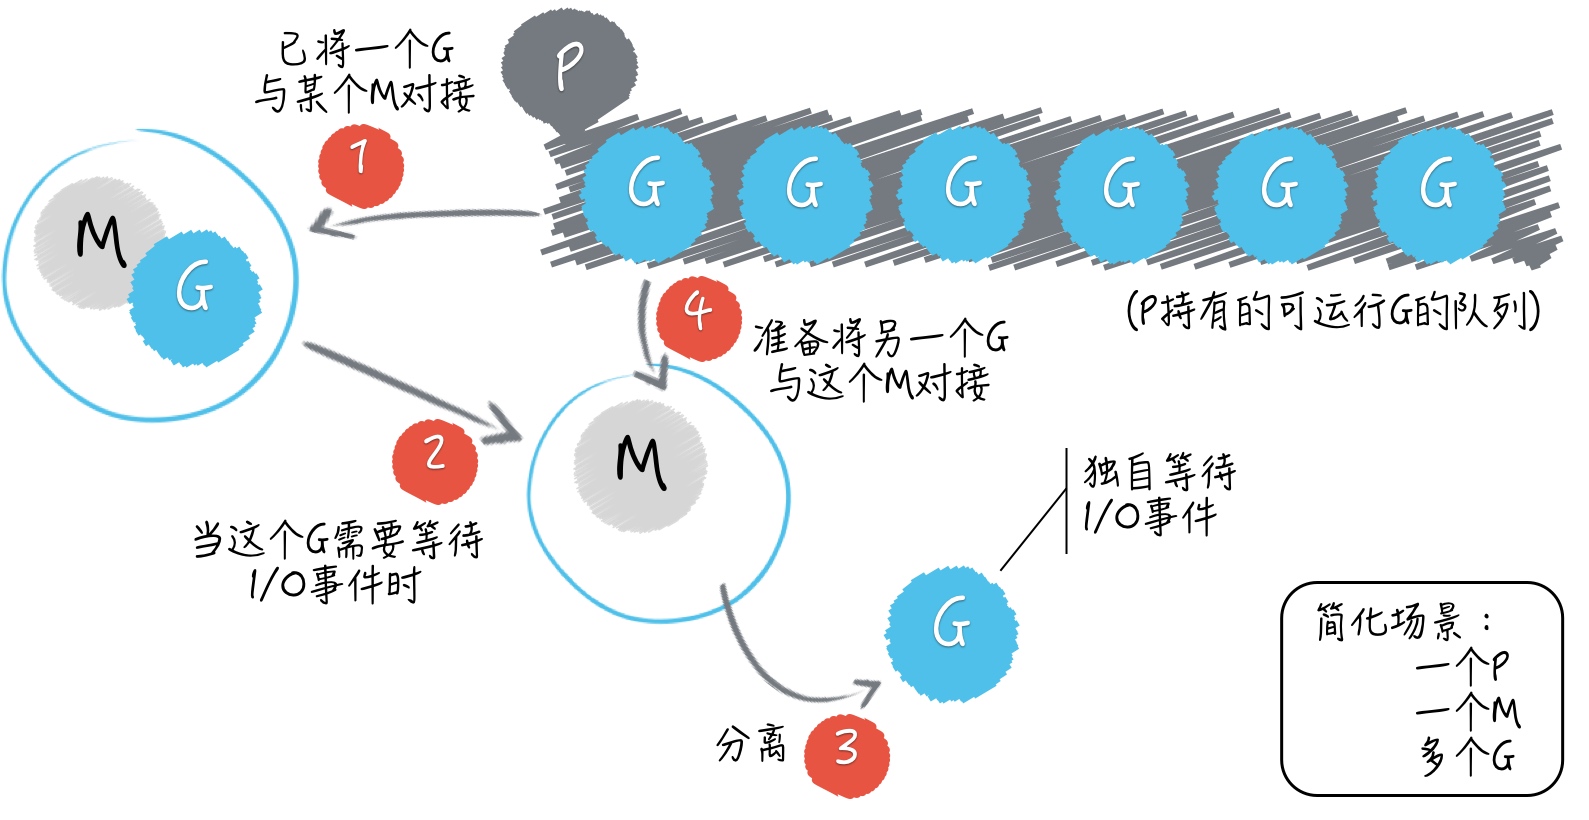 已将一个G
与某个M对接
P
1
G G G G G G
M
G
4
(P持有的可运行G的队列)
准备将另一个G
与这个M对接
2
M
当这个G需要等待
I/O事件时
独自等待
I/O事件
G
分离
3
简化场景：
一个P
一个M
多个G